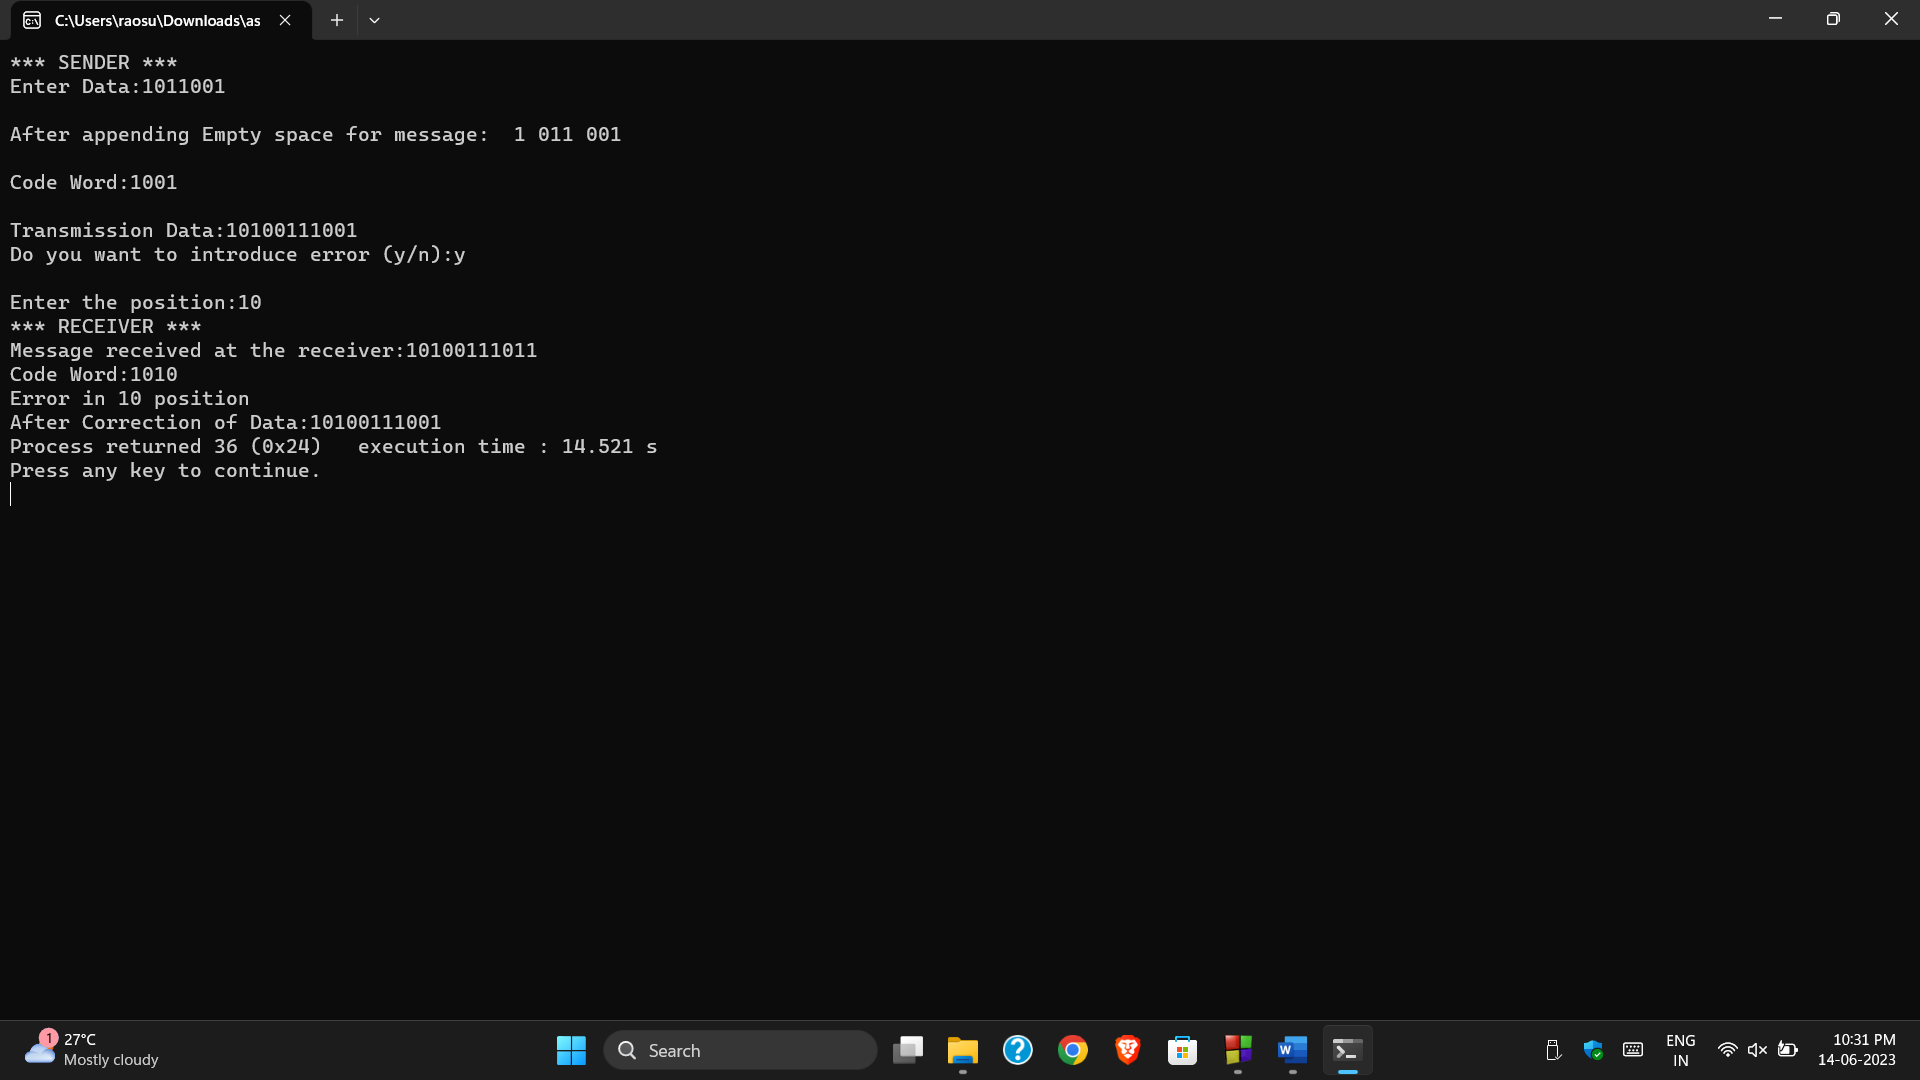 C:\Users\raosu\Downloads\as
*** SENDER ***
Enter Data:1011001
After appending Empty space for message:  1 011 001
Code Word:1001
Transmission Data:10100111001
Do you want to introduce error (y/n):y
Enter the position:10
*** RECEIVER ***
Message received at the receiver:10100111011
Code Word:1010
Error in 10 position
After Correction of Data:10100111001
Process returned 36 (0x24)   execution time : 14.521 s
Press any key to continue.
1
27°C
Mostly cloudy
Search
ENG
IN
10:31 PM
14-06-2023